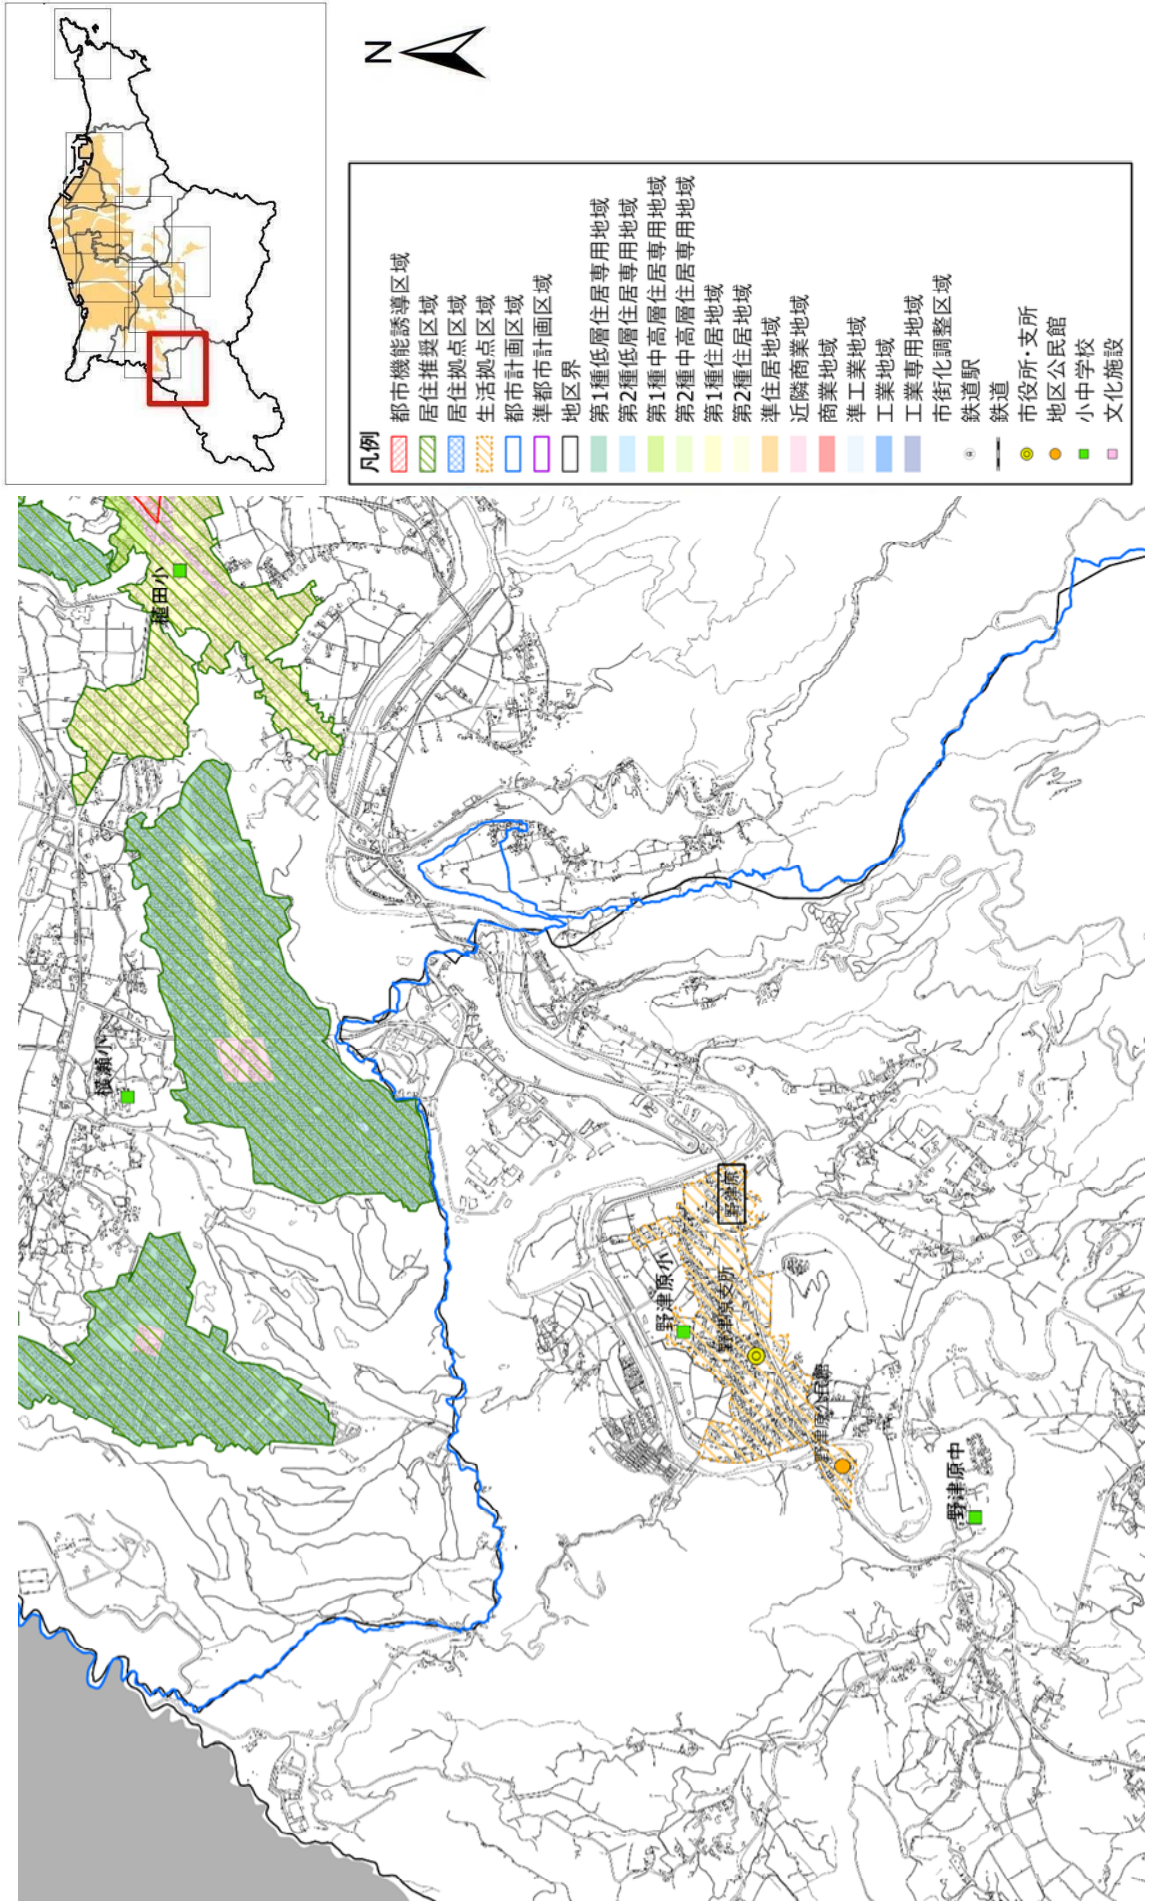 N
凡例
都市機能誘導区域
居住推奨区域
居住拠点区域
生活拠点区域
都市計画区域
準都市計画区域
地区界
第1種低層住居専用地域
第2種低層住居専用地域
第1種中高層住居専用地域
第2種中高層住居専用地域
第1種住居地域
第2種住居地域
準住居地域
近隣商業地域
商業地域
準工業地域
工業地域
工業専用地域
市街化調整区域
鉄道駅
鉄道
市役所・支所
地区公民館
小中学校
文化施設
植田小
横瀬小
野津原
野津原小
野津原支所
野津原公民館
野津原中